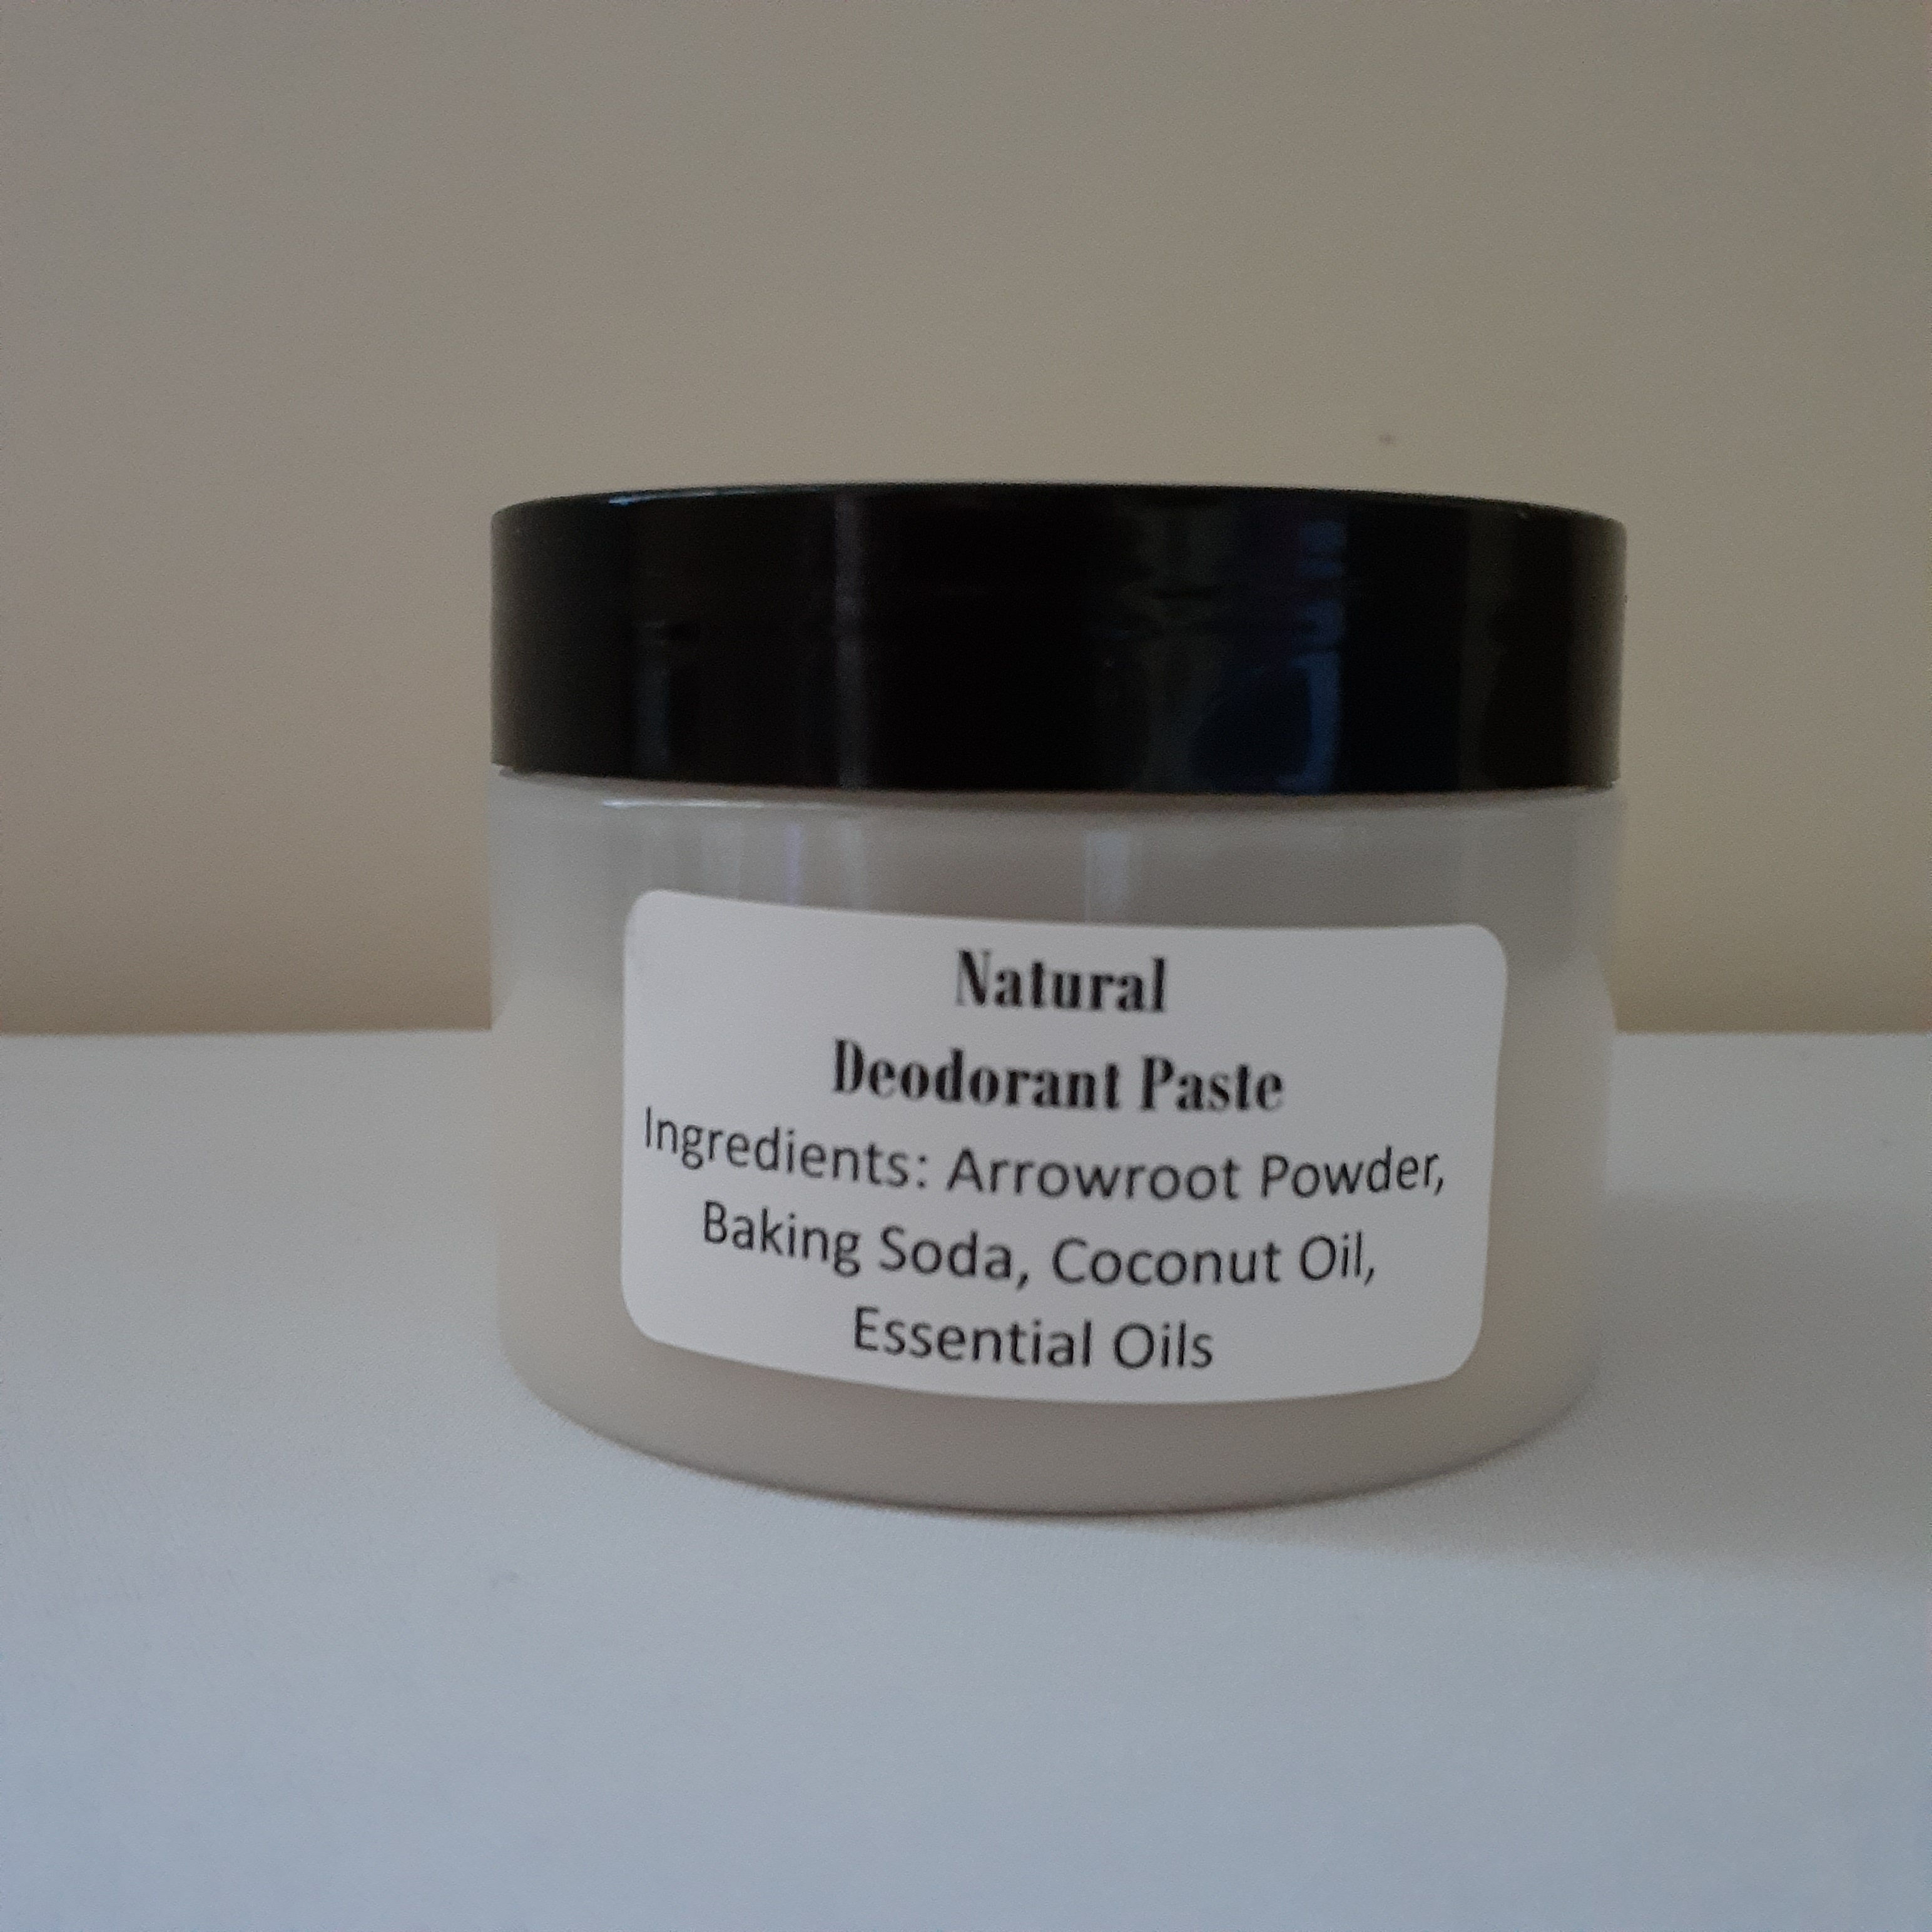 Natural
Deodorant Paste
Ingredients: Arrowroot Powder,
Baking Soda, Coconut Oil,
Essential Oils